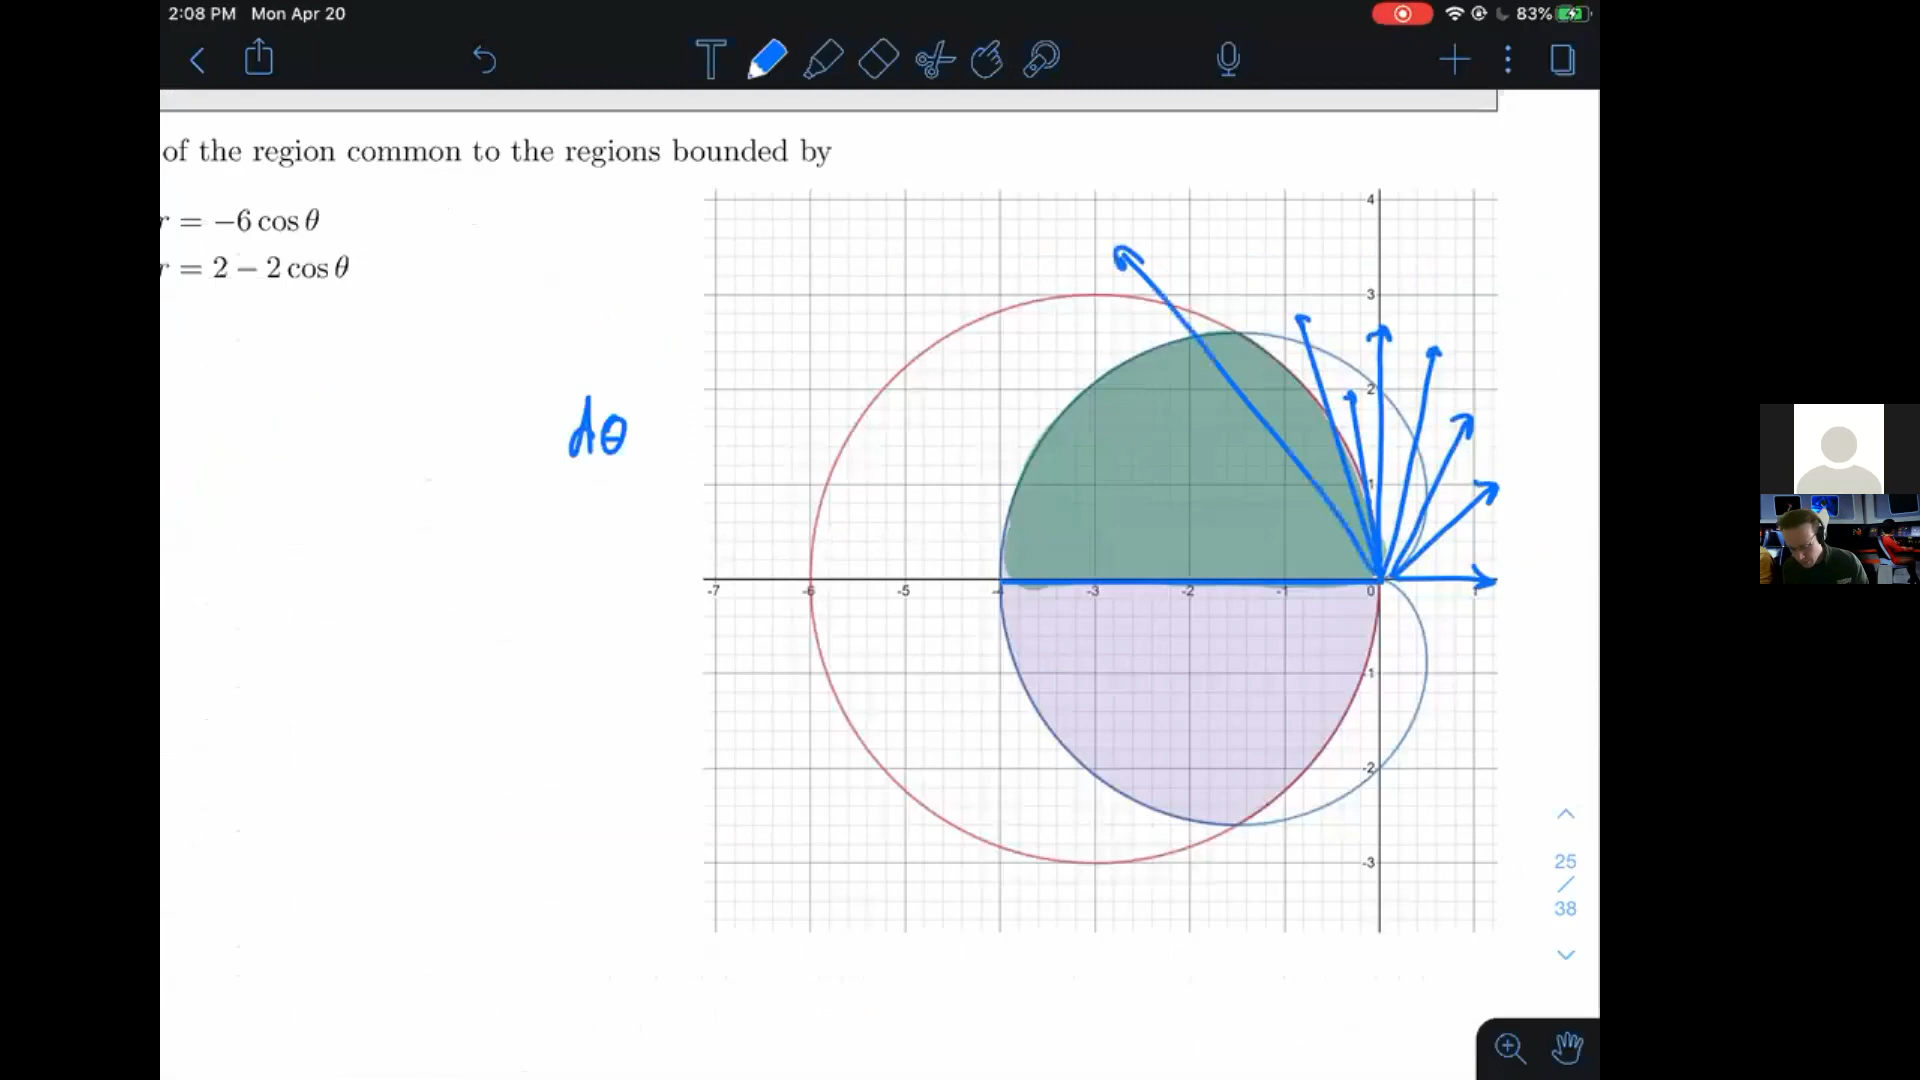 2:08 PM Mon Apr 20
83%
of the region common to the regions bounded by
r = −6 cos θ
r = 2 − 2 cos θ
dθ
4
3
2
1
-7 -6 -5 -4 -3 -2 -1 0 1
-1
-2
-3
25
/
38